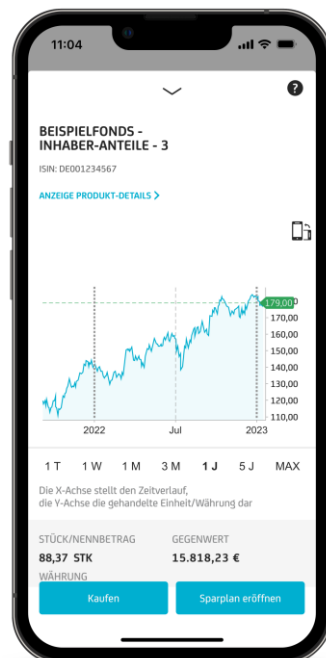 11:04
?
BEISPIELFONDS -
INHABER-ANTEILE - 3
ISIN: DE001234567
ANZEIGE PRODUKT-DETAILS >
179,00
170,00
160,00
150,00
140,00
130,00
120,00
110,00
2022 Jul 2023
1 T 1 W 1 M 3 M 1 J 5 J MAX
Die X-Achse stellt den Zeitverlauf,
die Y-Achse die gehandelte Einheit/Währung dar
STÜCK/NENNBETRAG GEGENWERT
88,37 STK 15.818,23 €
WÄHRUNG
Kaufen Sparplan eröffnen